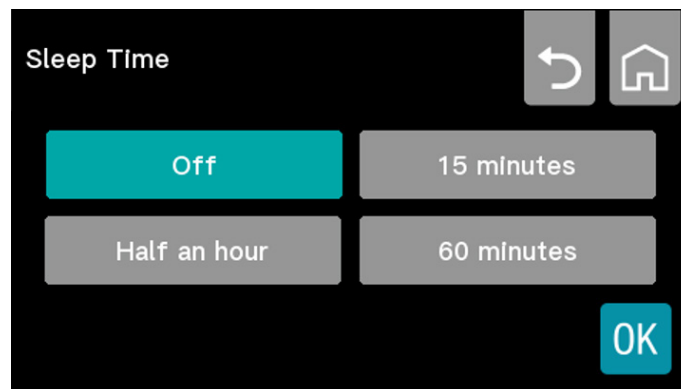 Sleep Time
Off
15 minutes
Half an hour
60 minutes
OK